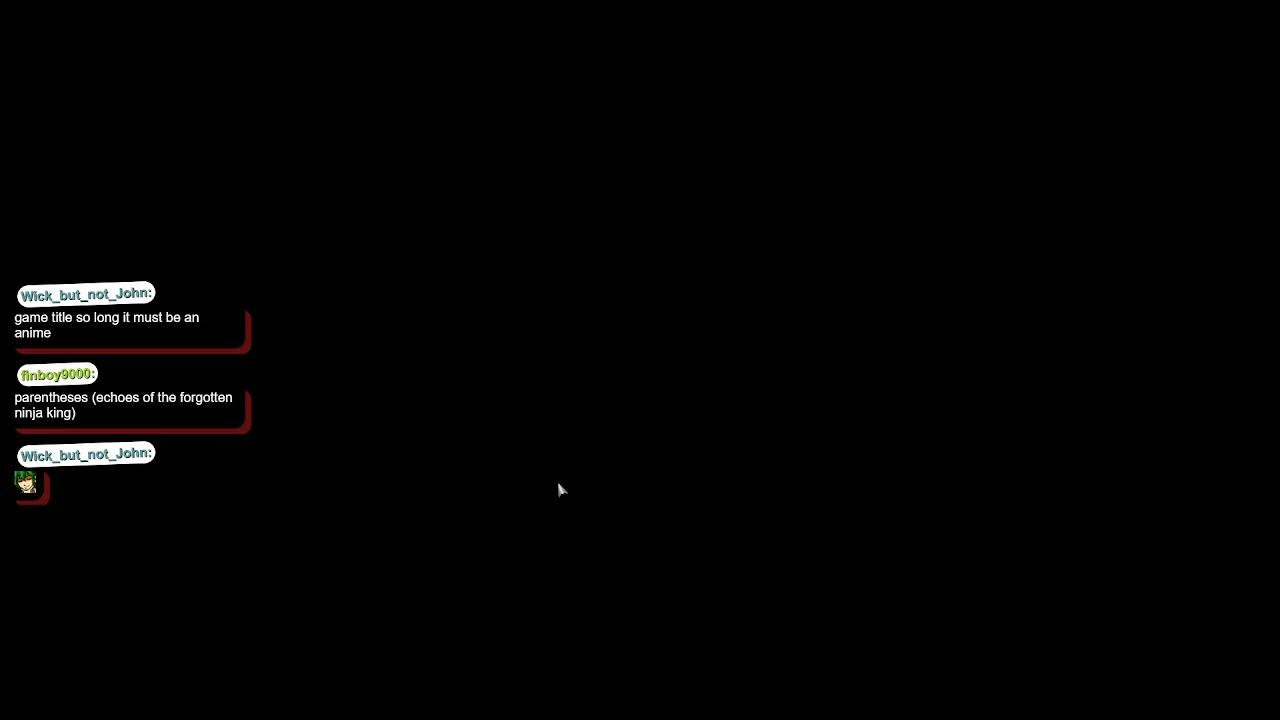 Wick_but_not_John:
game title so long it must be an
anime
finboy9000:
parentheses (echoes of the forgotten
ninja king)
Wick_but_not_John: